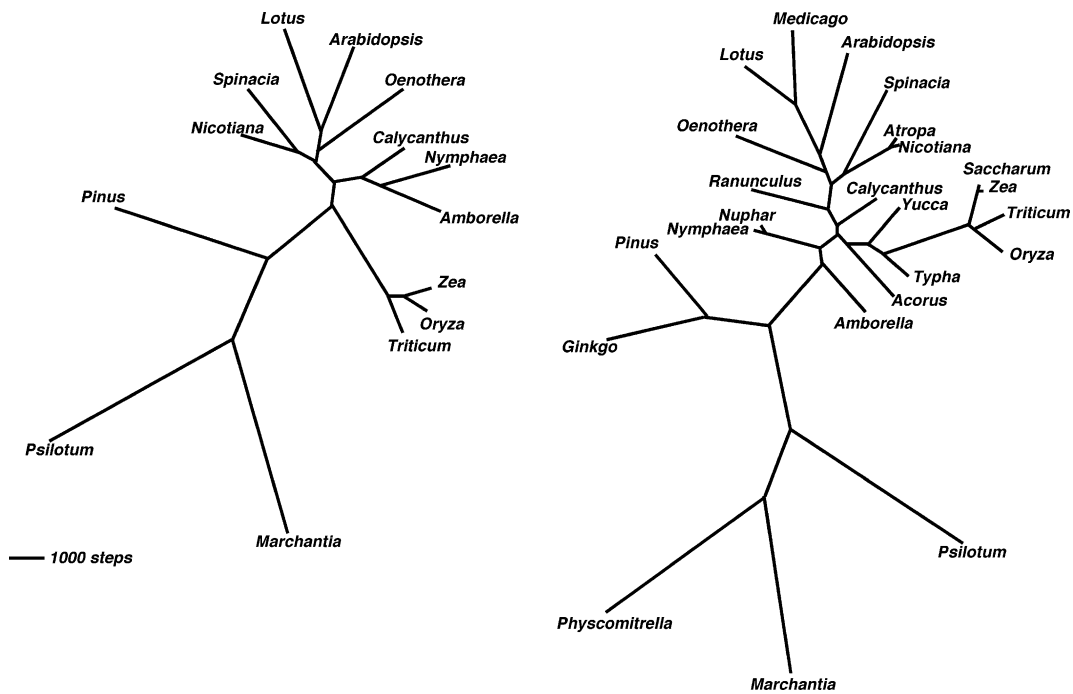 Lotus
Arabidopsis
Spinacia
Oenothera
Nicotiana
Calycanthus
Nymphaea
Pinus
Amborella
Zea
Oryza
Triticum
Psilotum
Marchantia
1000 steps
Medicago
Arabidopsis
Lotus
Spinacia
Oenothera
Atropa
Nicotiana
Saccharum
Zea
Ranunculus
Calycanthus
Yucca
Triticum
Nuphar
Nymphaea
Pinus
Oryza
Typha
Acorus
Amborella
Ginkgo
Psilotum
Physcomitrella
Marchantia